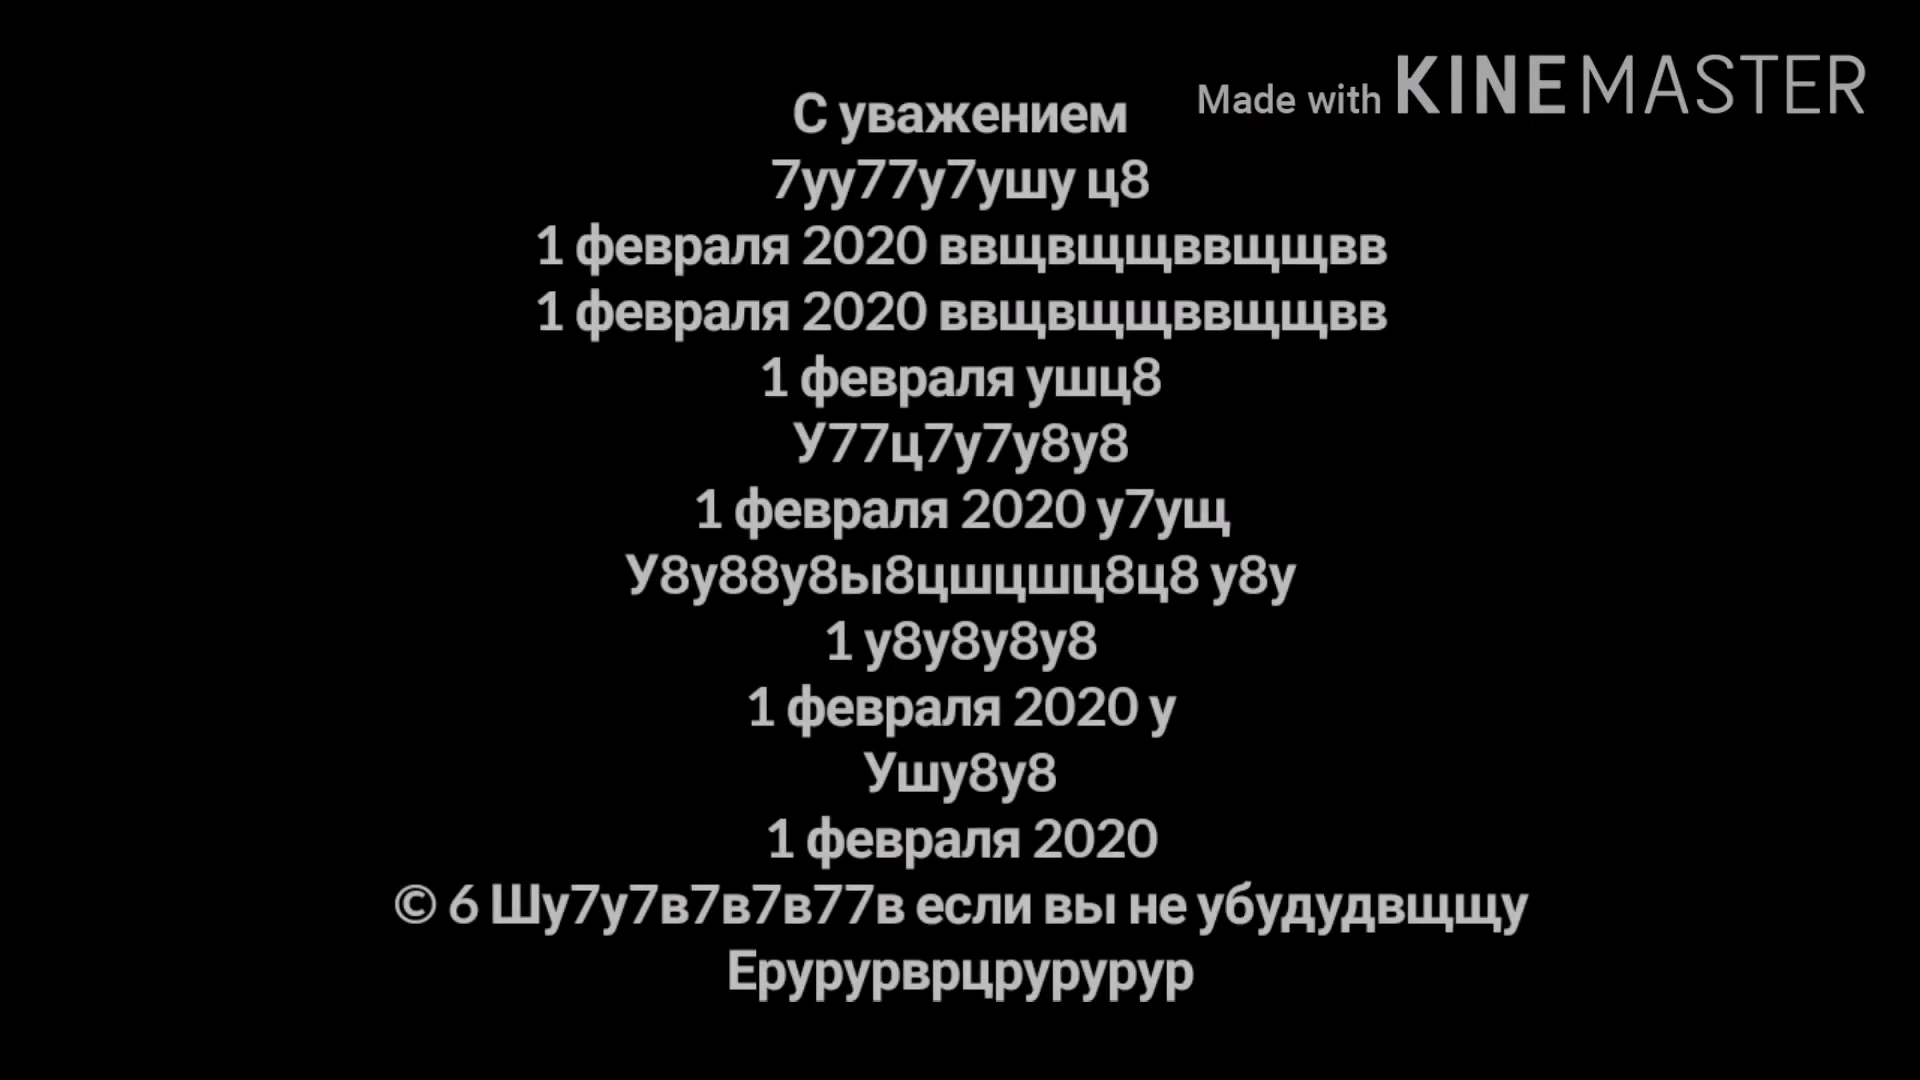 Made with KINEMASTER
С уважением
7уу77у7ушу ц8
1 февраля 2020 ввщвщщввщщвв
1 февраля 2020 ввщвщщввщщвв
1 февраля ушц8
У77ц7у7у8у8
1 февраля 2020 у7ущ
У8у88у8ы8цшцшц8ц8 у8у
1 у8у8у8у8
1 февраля 2020 у
Ушу8у8
1 февраля 2020
© 6 Шу7у7в7в7в77в если вы не убудудвщщу
Ерурурврцрурурур